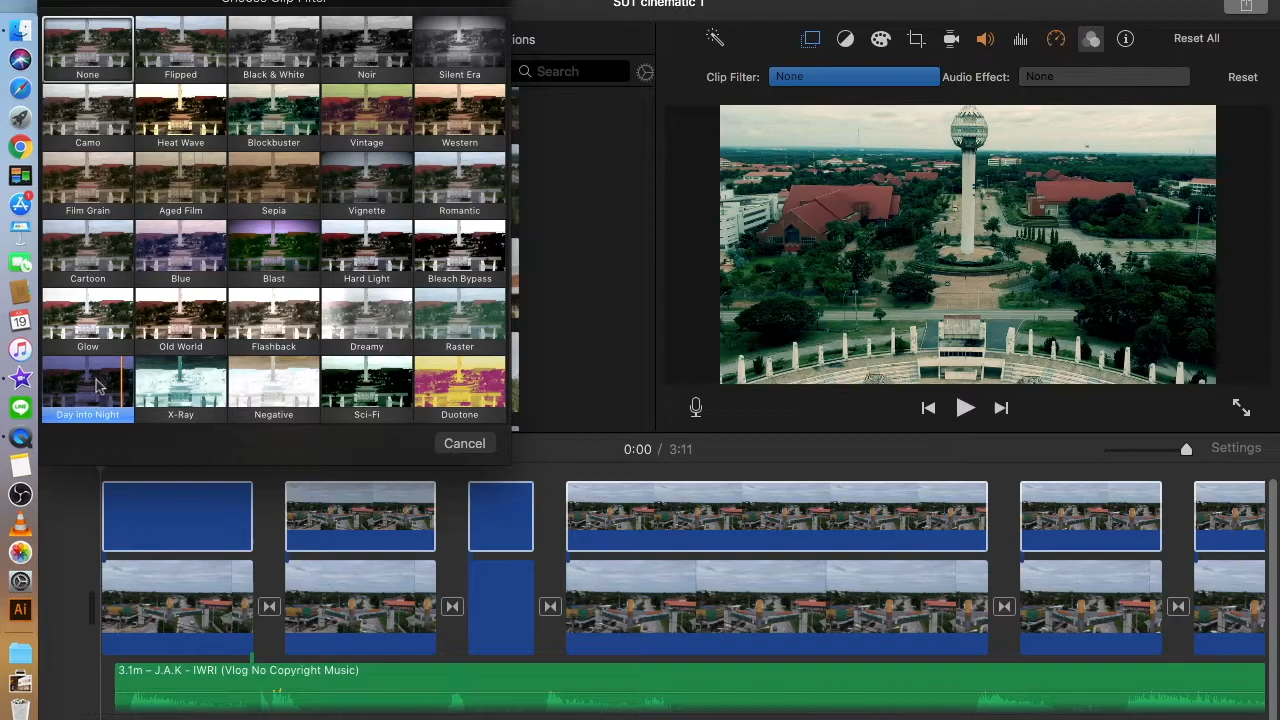 Choose Clip Filter
SUT cinematic 1
None
Flipped
Black & White
Noir
Silent Era
Camo
Heat Wave
Blockbuster
Vintage
Western
Film Grain
Aged Film
Sepia
Vignette
Romantic
Cartoon
Blue
Blast
Hard Light
Bleach Bypass
Glow
Old World
Flashback
Dreamy
Raster
Day into Night
X-Ray
Negative
Sci-Fi
Duotone
Cancel
ions
Search
Reset All
Clip Filter: None
Audio Effect: None
Reset
0:00 / 3:11
Settings
3.1m – J.A.K - IWRI (Vlog No Copyright Music)
19
Ai